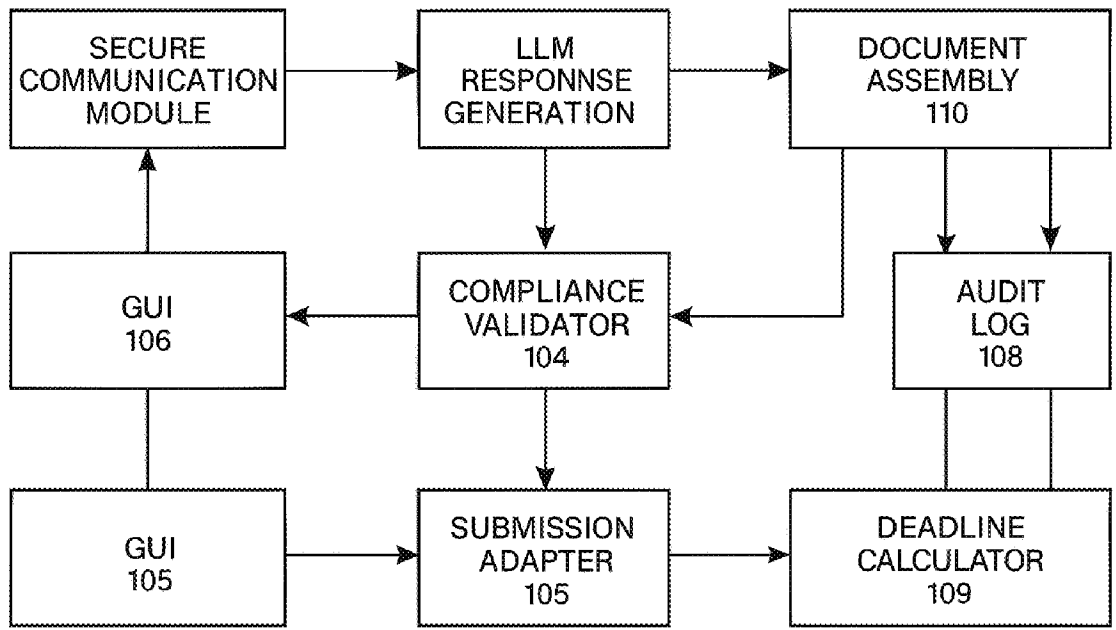 SECURE
COMMUNICATION
MODULE
LLM
RESPONNSE
GENERATION
DOCUMENT
ASSEMBLY
110
GUI
106
COMPLIANCE
VALIDATOR
104
AUDIT
LOG
108
GUI
105
SUBMISSION
ADAPTER
105
DEADLINE
CALCULATOR
109